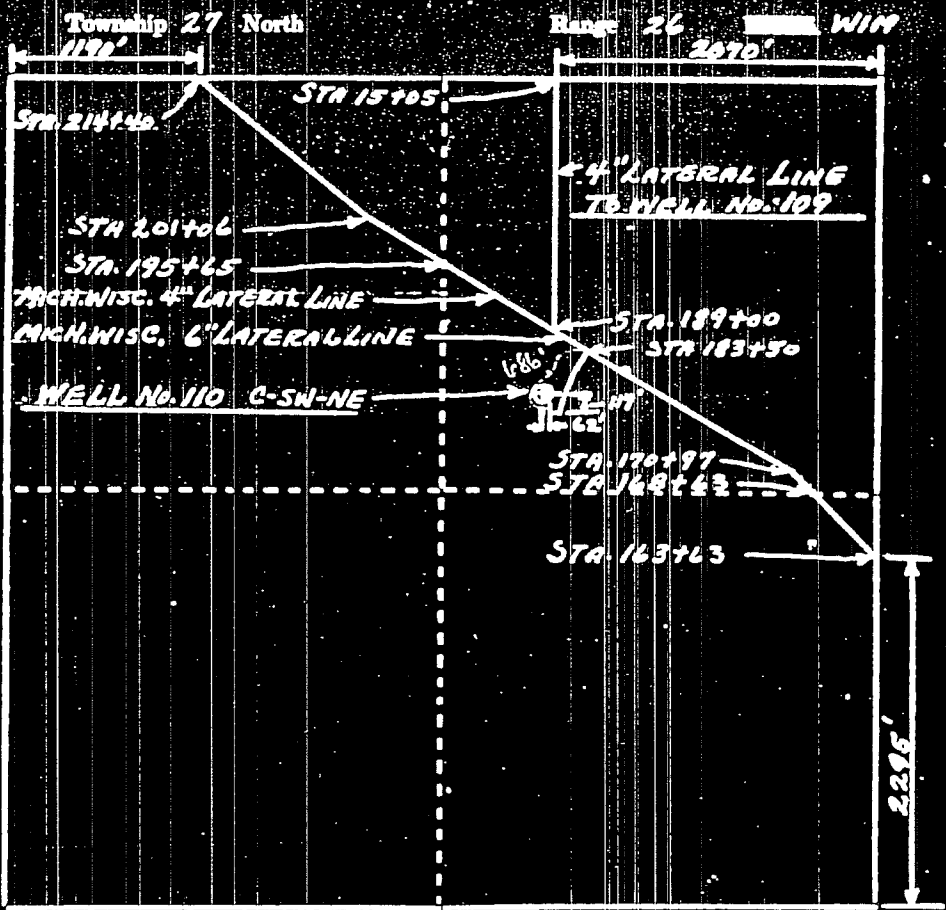 Township 27 North Range 26 WIM
1190' 2070'
STA 15+05
STA. 214+40
4" LATERAL LINE
TO WELL NO. 109
STA 201+06
STA. 195+65
MICH. WISC. 4" LATERAL LINE
STA. 189+00
MICH. WISC. 6" LATERAL LINE
STA 183+50
686'
WELL NO. 110 C-SW-NE
62'
STA. 170+97
STA. 168+63
STA. 163+63
2295'